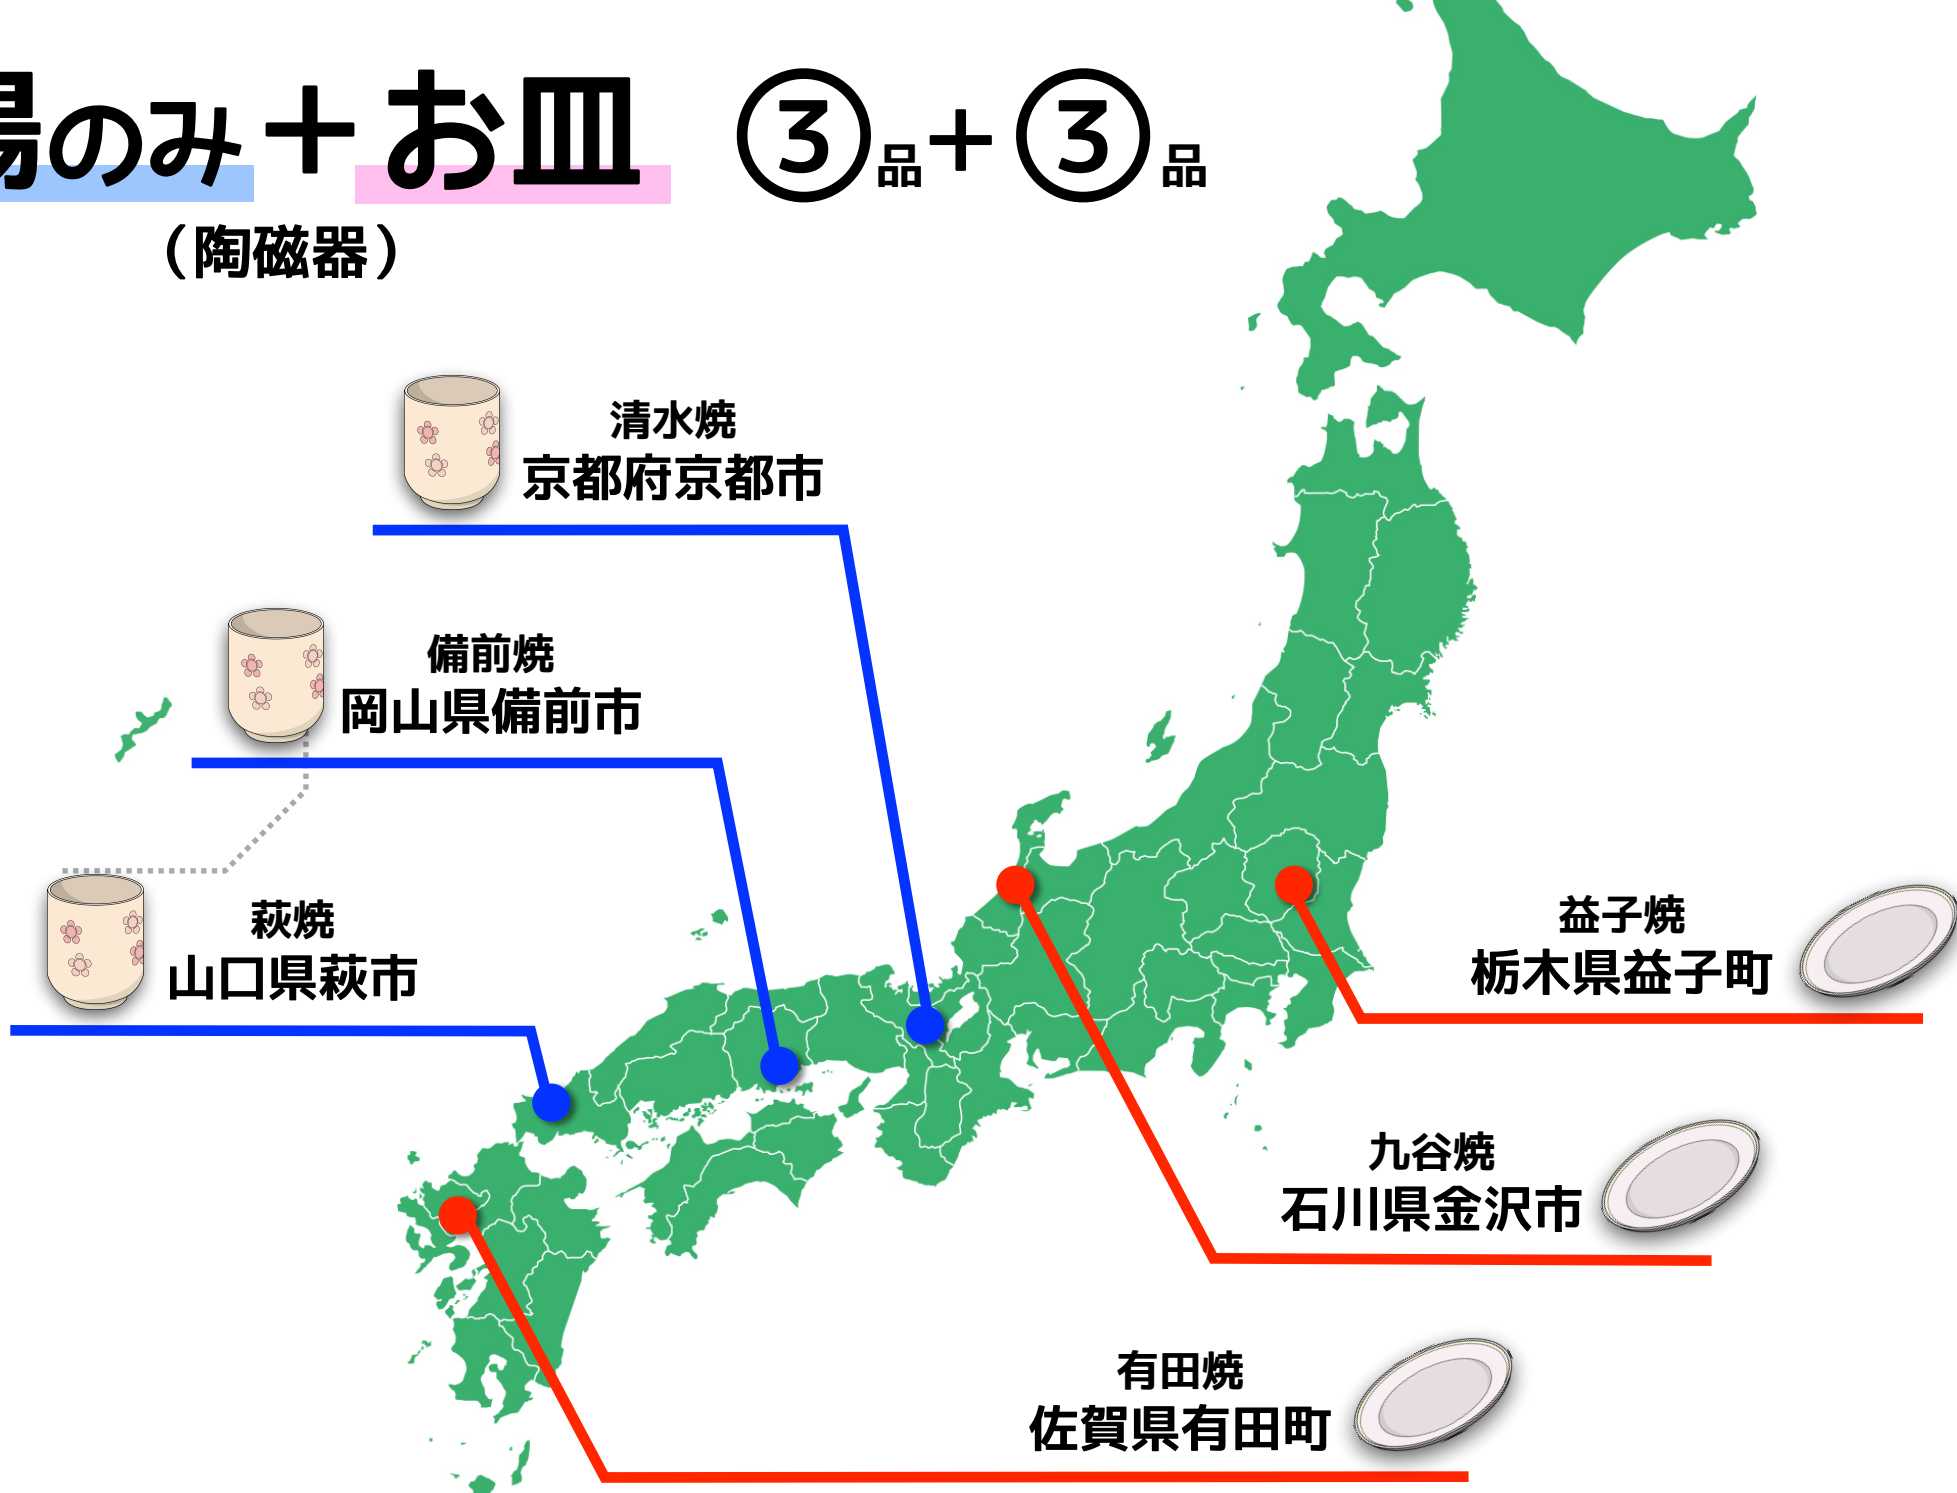 湯のみ＋お皿 ③品＋③品
（陶磁器）
清水焼
京都府京都市
備前焼
岡山県備前市
萩焼
山口県萩市
益子焼
栃木県益子町
九谷焼
石川県金沢市
有田焼
佐賀県有田町